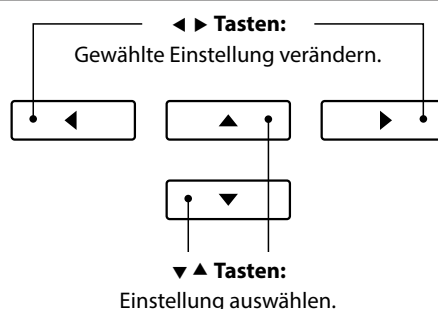 ◀ ▶ Tasten:
Gewählte Einstellung verändern.
◀ ▲ ▶
▼
▼ ▲ Tasten:
Einstellung auswählen.